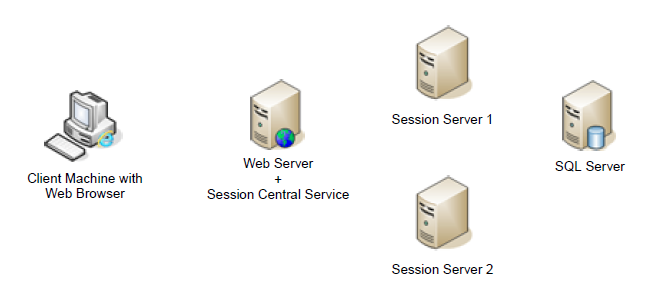 Client Machine with
Web Browser
Web Server
+
Session Central Service
Session Server 1
Session Server 2
SQL Server